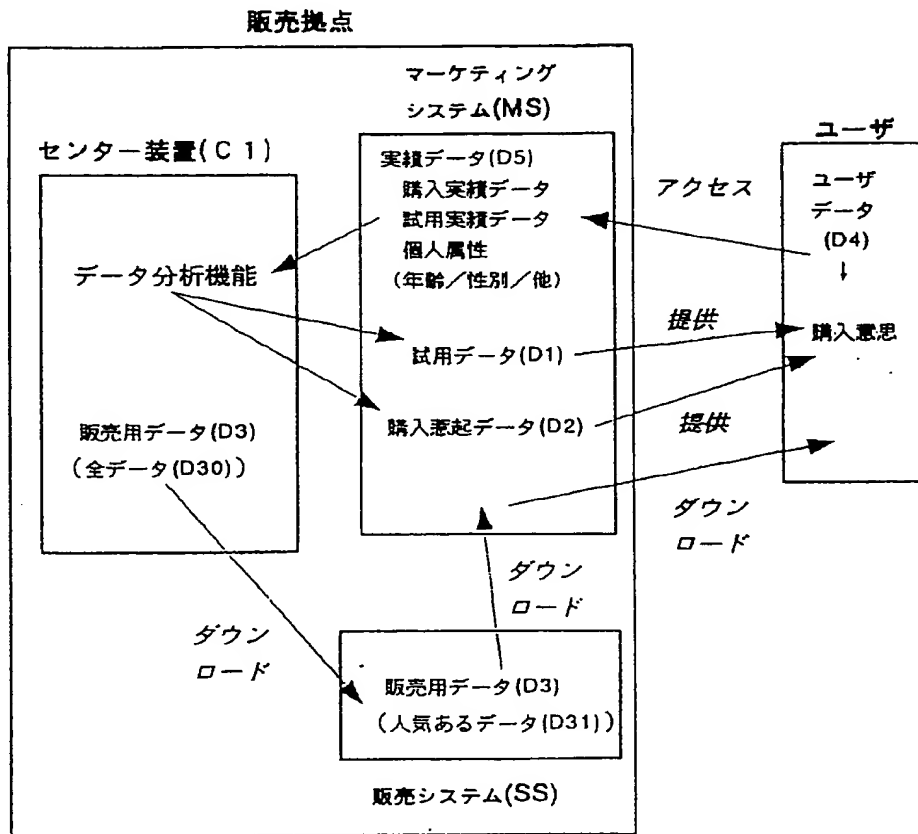 販売拠点
マーケティング
システム(MS)
センター装置(C1)
ユーザ
実績データ(D5)
購入実績データ
試用実績データ
個人属性
(年齢/性別/他)
アクセス
ユーザ
データ
(D4)
↓
データ分析機能
提供
購入意思
試用データ(D1)
購入惹起データ(D2)
提供
販売用データ(D3)
(全データ(D30))
ダウン
ロード
ダウン
ロード
ダウン
ロード
販売用データ(D3)
(人気あるデータ(D31))
販売システム(SS)